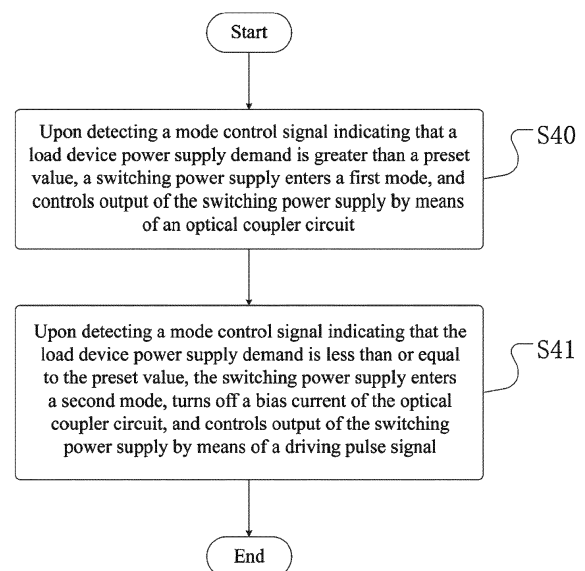 Start
Upon detecting a mode control signal indicating that a
load device power supply demand is greater than a preset
value, a switching power supply enters a first mode, and
controls output of the switching power supply by means
of an optical coupler circuit
S40
Upon detecting a mode control signal indicating that the
load device power supply demand is less than or equal
to the preset value, the switching power supply enters
a second mode, turns off a bias current of the optical
coupler circuit, and controls output of the switching
power supply by means of a driving pulse signal
S41
End